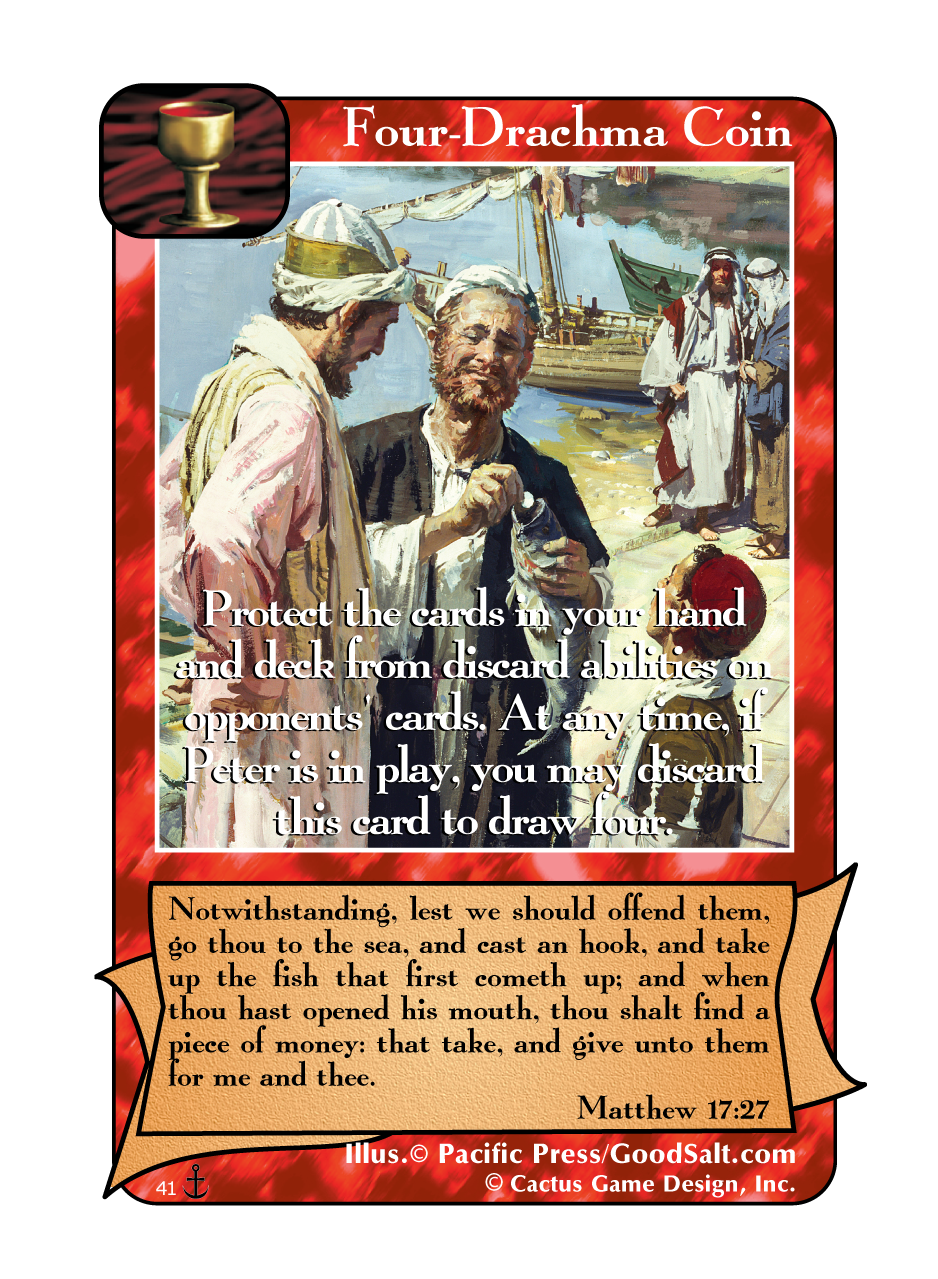 Four-Drachma Coin
Protect the cards in your hand
and deck from discard abilities on
opponents' cards. At any time, if
Peter is in play, you may discard
this card to draw four.
Notwithstanding, lest we should offend them,
go thou to the sea, and cast an hook, and take
up the fish that first cometh up; and when
thou hast opened his mouth, thou shalt find a
piece of money: that take, and give unto them
for me and thee.
Matthew 17:27
Illus.© Pacific Press/GoodSalt.com
41
© Cactus Game Design, Inc.